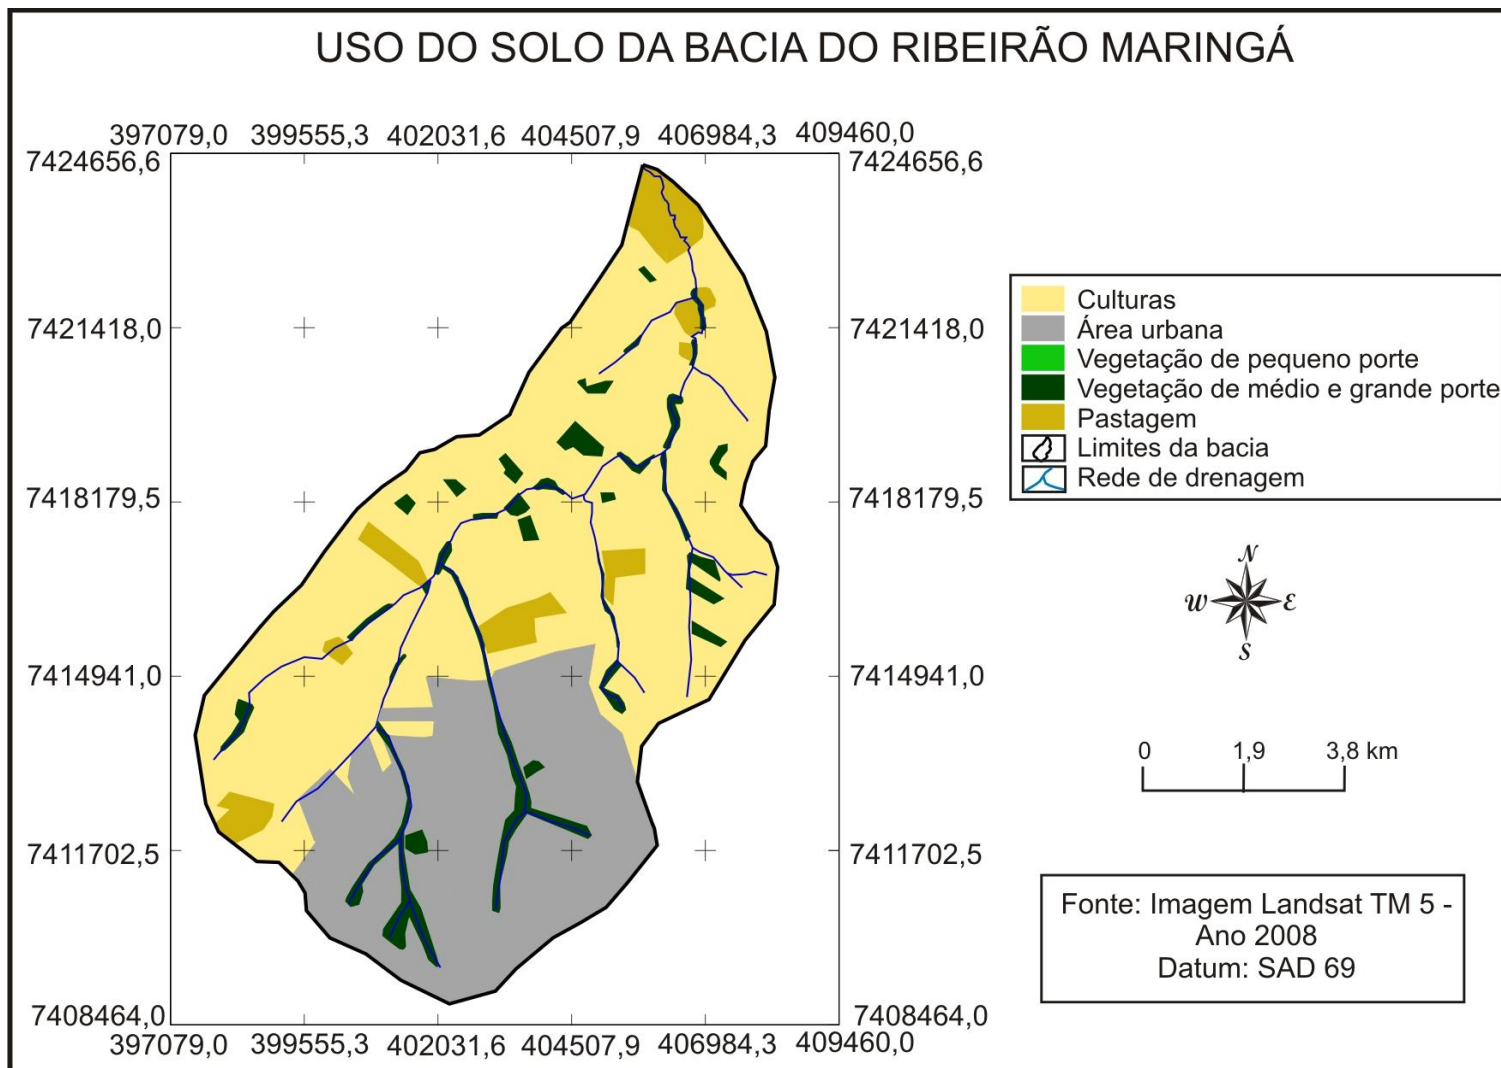 USO DO SOLO DA BACIA DO RIBEIRÃO MARINGÁ
397079,0 399555,3 402031,6 404507,9 406984,3 409460,0
7424656,6 7424656,6
7421418,0 7421418,0
7418179,5 7418179,5
7414941,0 7414941,0
7411702,5 7411702,5
7408464,0 7408464,0
397079,0 399555,3 402031,6 404507,9 406984,3 409460,0
Culturas
Área urbana
Vegetação de pequeno porte
Vegetação de médio e grande porte
Pastagem
Limites da bacia
Rede de drenagem
N
W E
S
0 1,9 3,8 km
Fonte: Imagem Landsat TM 5 -
Ano 2008
Datum: SAD 69